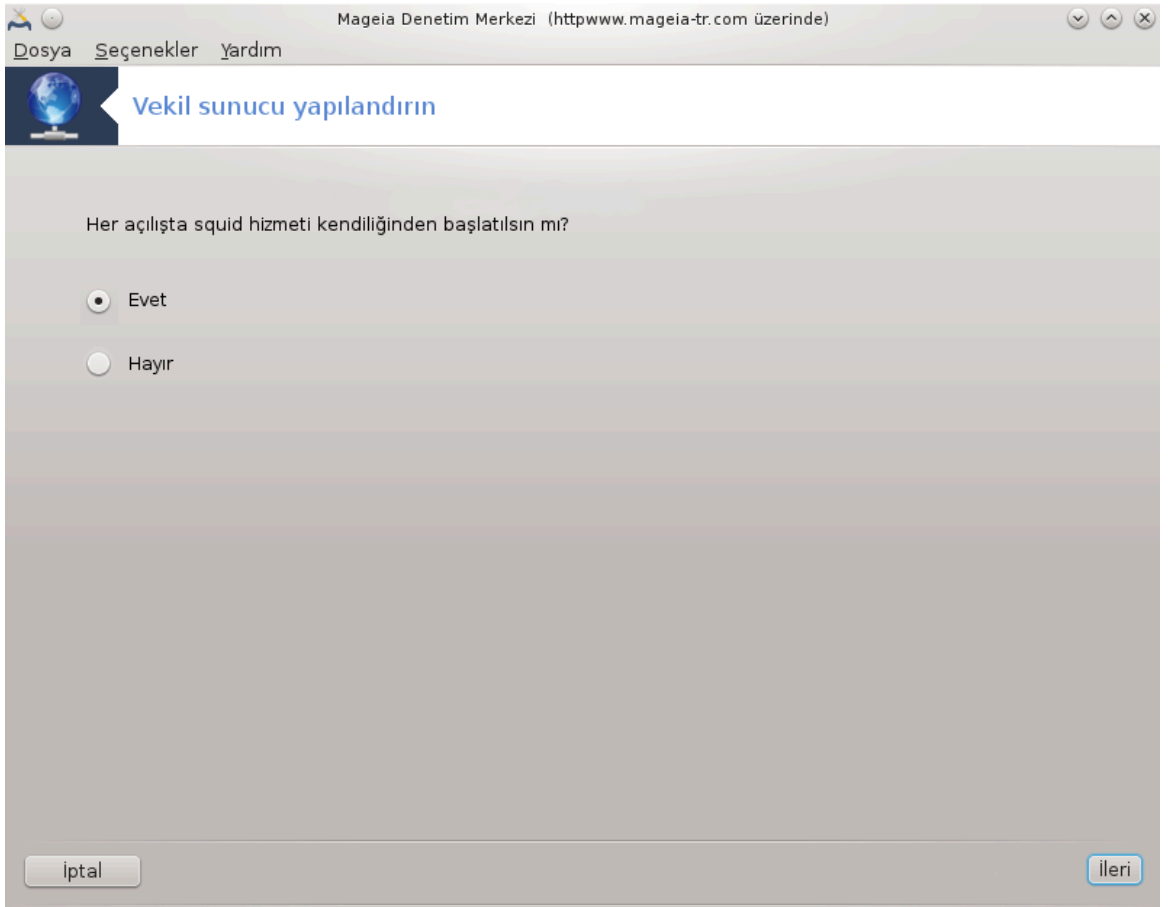 Mageia Denetim Merkezi (httpwww.mageia-tr.com üzerinde)
Dosya Seçenekler Yardım
Vekil sunucu yapılandırın
Her açılışta squid hizmeti kendiliğinden başlatılsın mı?
Evet
Hayır
İptal İleri